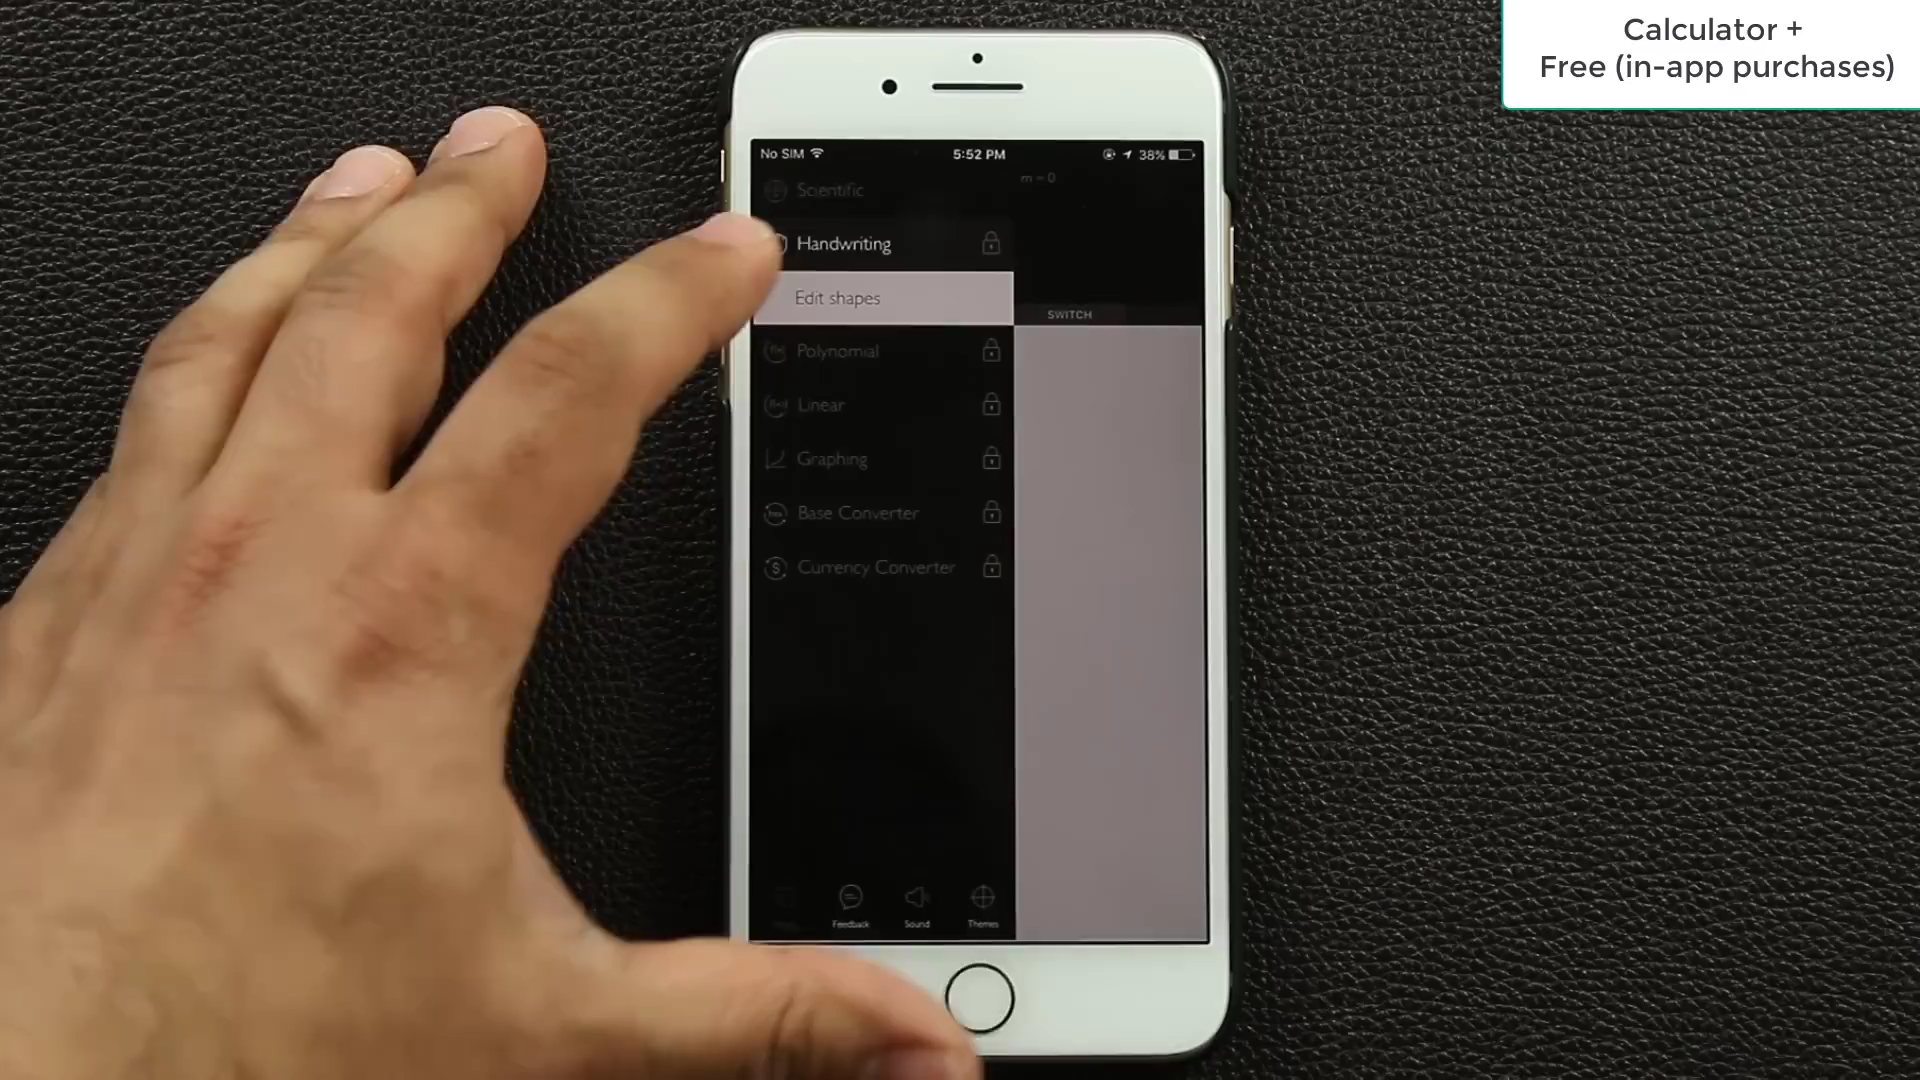 Calculator +
Free (in-app purchases)
No SIM
5:52 PM
38%
Scientific
m = 0
Handwriting
Edit shapes
SWITCH
Polynomial
Linear
Graphing
Base Converter
$ Currency Converter
Feedback
Sound
Themes